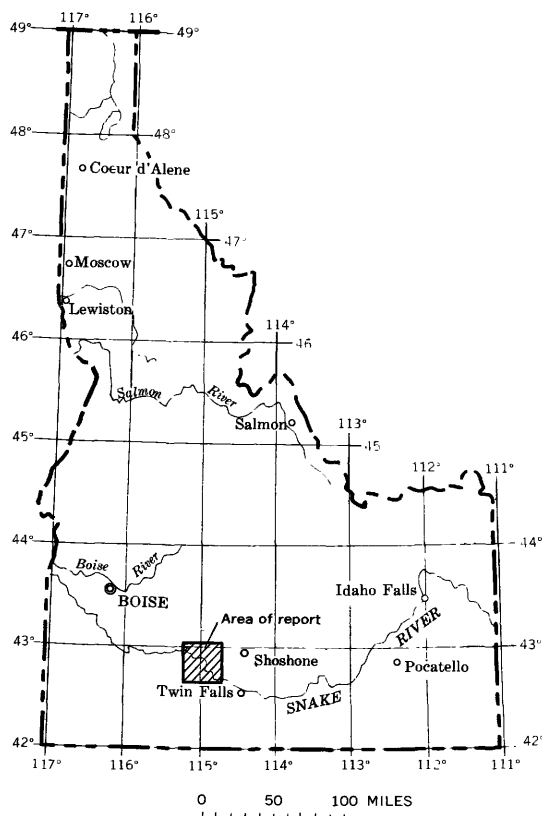 117° 116°
49° 49°
48° 48°
Coeur d'Alene
115°
47° 47°
Moscow
Lewiston
114°
46° 46
Salmon River
Salmon
113°
45° 45
112° 111°
44° 44°
Boise River
Idaho Falls
BOISE
Area of report
RIVER
43° 43°
Shoshone
Pocatello
Twin Falls
SNAKE
42° 42°
117° 116° 115° 114° 113° 112° 111°
0 50 100 MILES